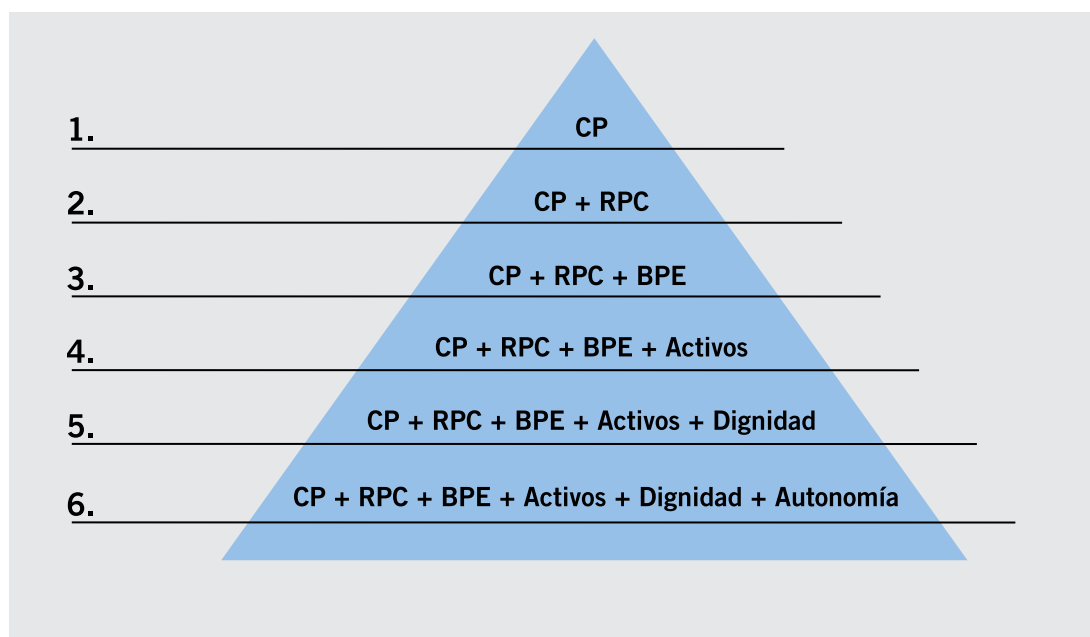 1. CP
2. CP + RPC
3. CP + RPC + BPE
4. CP + RPC + BPE + Activos
5. CP + RPC + BPE + Activos + Dignidad
6. CP + RPC + BPE + Activos + Dignidad + Autonomía